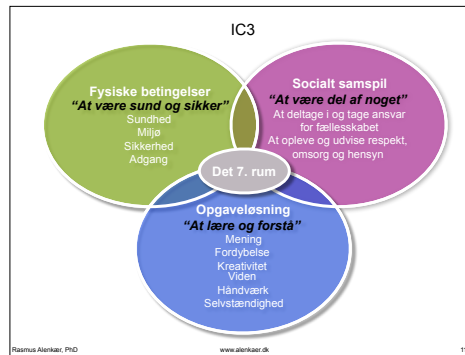 IC3
Fysiske betingelser
"At være sund og sikker"
Sundhed
Miljø
Sikkerhed
Adgang
Socialt samspil
"At være del af noget"
At deltage i og tage ansvar
for fællesskabet
At opleve og udvise respekt,
omsorg og hensyn
Det 7. rum
Opgaveløsning
"At lære og forstå"
Mening
Fordybelse
Kreativitet
Viden
Håndværk
Selvstændighed
Rasmus Alenkær, PhD
www.alenkaer.dk